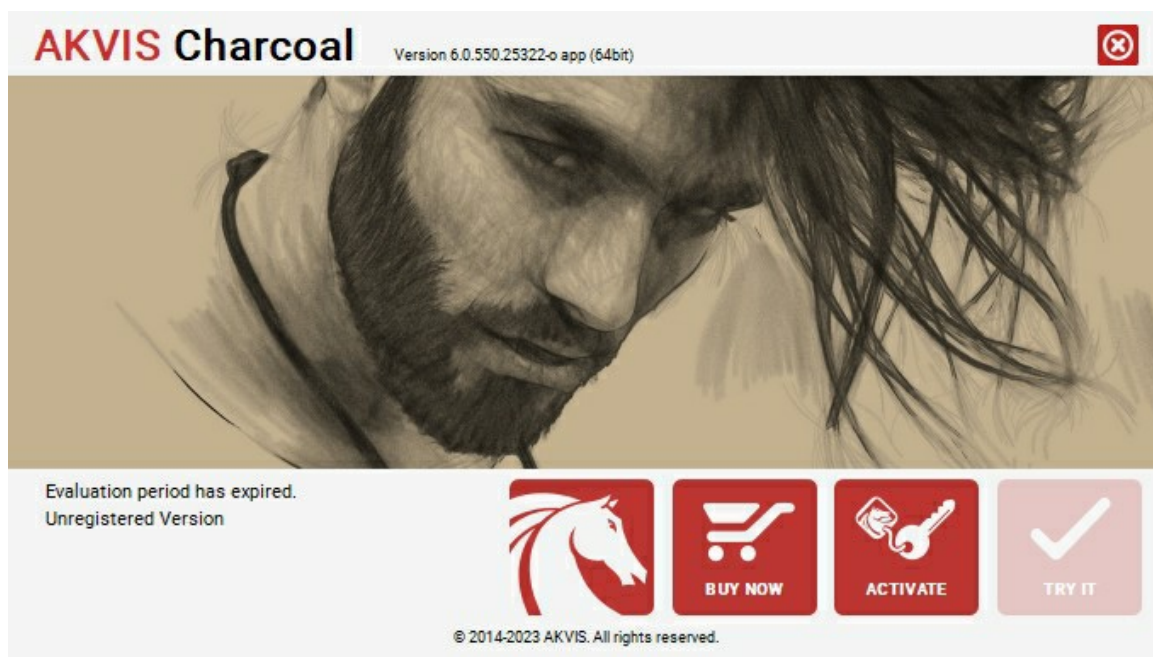 AKVIS Charcoal Version 6.0.550.25322-o app (64bit)
Evaluation period has expired.
Unregistered Version
BUY NOW ACTIVATE TRY IT
© 2014-2023 AKVIS. All rights reserved.